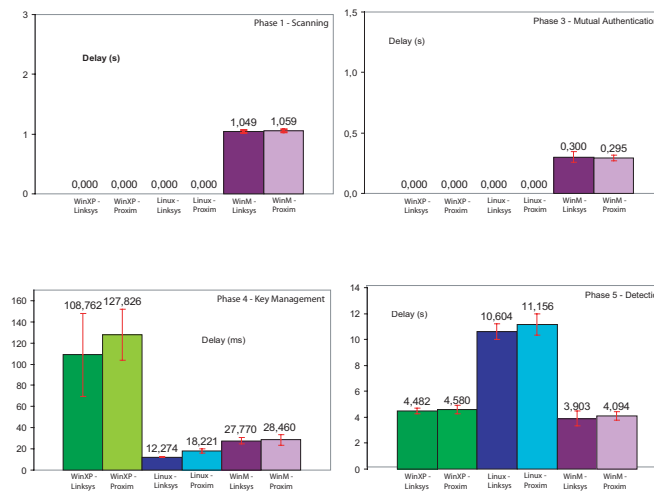 3
Phase 1 - Scanning
Delay (s)
2
1,049 1,059
1
0,000 0,000 0,000 0,000
0
WinXP - WinXP - Linux - Linux - WinM - WinM -
Linksys Proxim Linksys Proxim Linksys Proxim
1,5
Phase 3 - Mutual Authentication
Delay (s)
1,0
0,5
0,300 0,295
0,000 0,000 0,000 0,000
0,0
WinXP - WinXP - Linux - Linux - WinM - WinM -
Linksys Proxim Linksys Proxim Linksys Proxim
Phase 4 - Key Management
160
108,762 127,826
140
Delay (ms)
120
100
80
60
40
12,274 18,221 27,770 28,460
20
0
WinXP - WinXP - Linux - Linux - WinM - WinM -
Linksys Proxim Linksys Proxim Linksys Proxim
14
Phase 5 - Detectio
Delay (s)
12
10,604 11,156
10
8
6
4,482 4,580 3,903 4,094
4
2
0
WinXP - WinXP - Linux - Linux - WinM - WinM -
Linksys Proxim Linksys Proxim Linksys Proxim